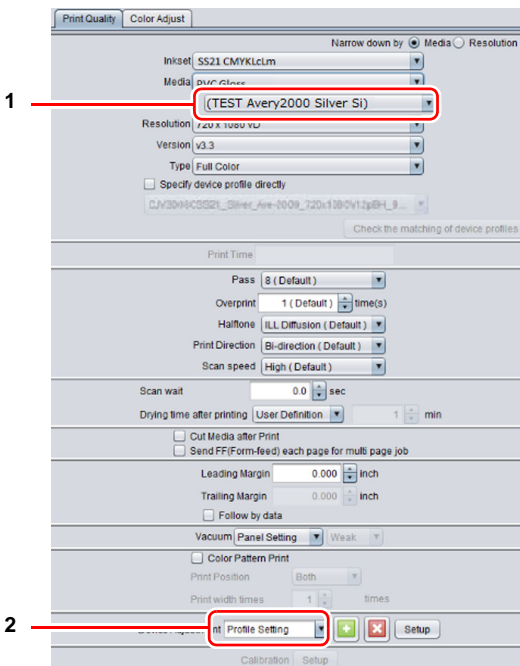 Print Quality Color Adjust
Narrow down by Media Resolution
Inkset SS21 CMYKLcLm
Media PVC Gloss
1 (TEST Avery2000 Silver Si)
Resolution 720 x 1080 VD
Version v3.3
Type Full Color
Specify device profile directly
Check the matching of device profiles
Print Time
Pass 8 ( Default )
Overprint 1 ( Default ) time(s)
Halftone ILL Diffusion ( Default )
Print Direction Bi-direction ( Default )
Scan speed High ( Default )
Scan wait 0.0 sec
Drying time after printing User Definition 1 min
Cut Media after Print
Send FF(Form-feed) each page for multi page job
Leading Margin 0.000 inch
Trailing Margin 0.000 inch
Follow by data
Vacuum Panel Setting Weak
Color Pattern Print
Print Position Both
Print width times 1 times
2 Profile Setting Setup
Calibration Setup